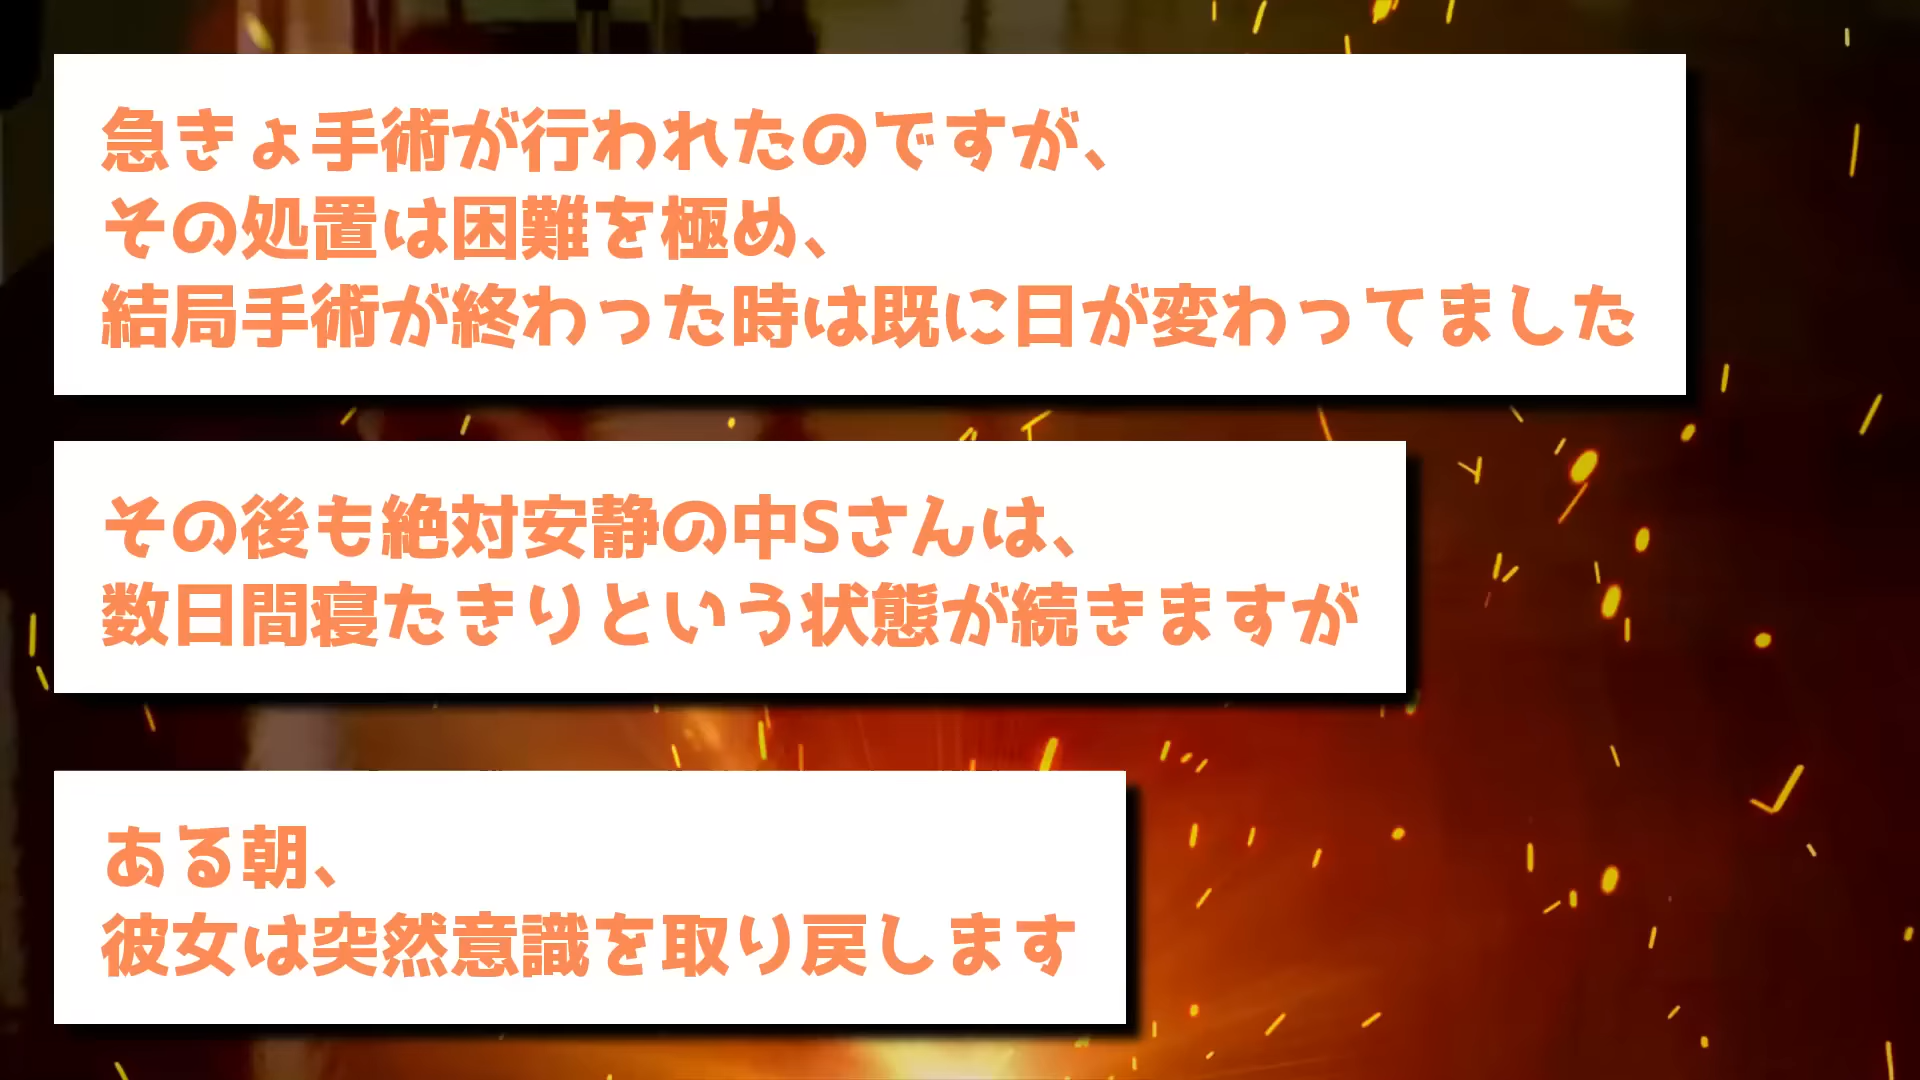 急きょ手術が行われたのですが、
その処置は困難を極め、
結局手術が終わった時は既に日が変わってました
その後も絶対安静の中Sさんは、
数日間寝たきりという状態が続きますが
ある朝、
彼女は突然意識を取り戻します